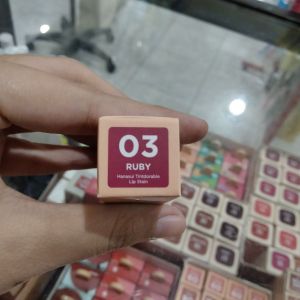 03
RUBY
Hanasui Tintdorable
Lip Stain